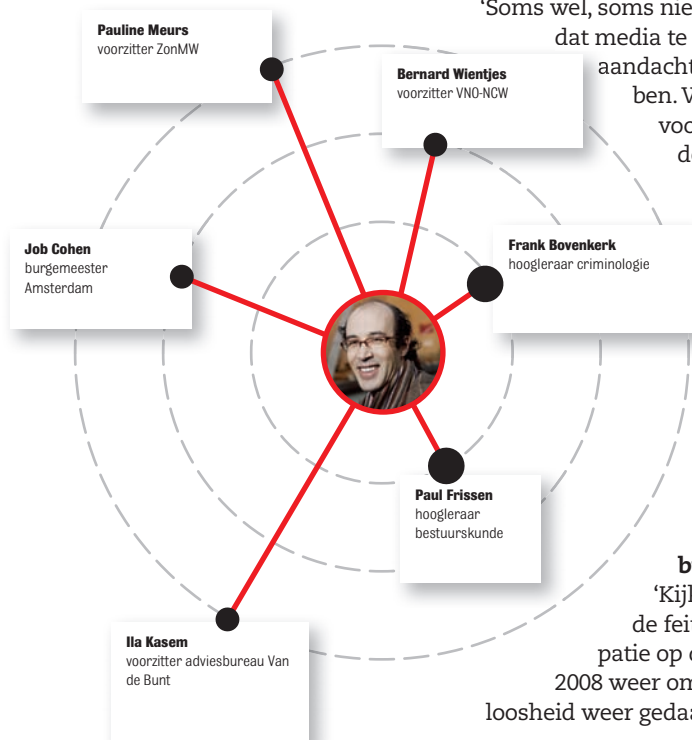 'Soms wel, soms nie
dat media te
aandacht
ben. V
voo
d
Pauline Meurs
voorzitter ZonMW
Bernard Wientjes
voorzitter VNO-NCW
Job Cohen
burgemeester
Amsterdam
Frank Bovenkerk
hoogleraar criminologie
Paul Frissen
hoogleraar
bestuurskunde
Ila Kasem
voorzitter adviesbureau Van
de Bunt
b
'Kijl
de feit
patie op
2008 weer om
loosheid weer gedaa